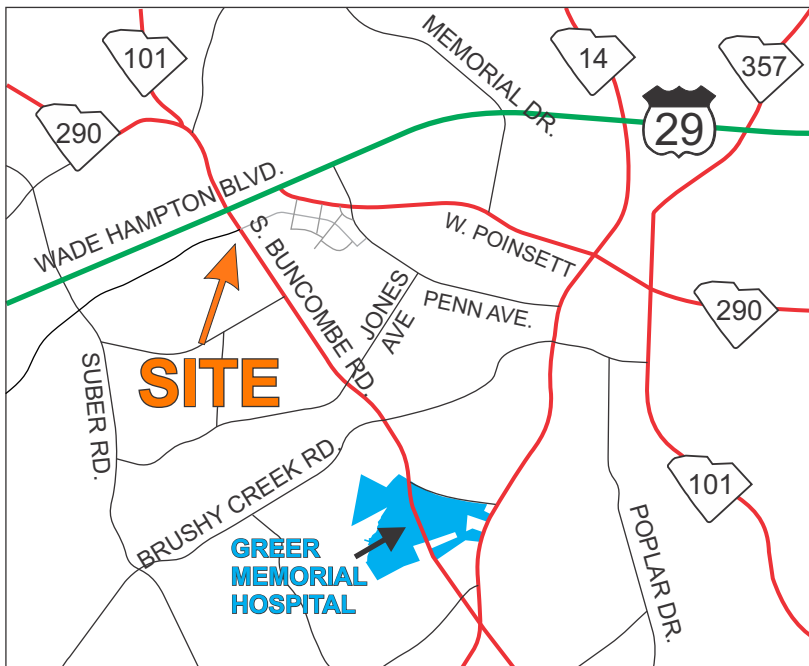 101
14
357
MEMORIAL DR.
290
29
WADE HAMPTON BLVD.
S. BUNCOMBE RD.
W. POINSETT
JONES
AVE
PENN AVE.
290
SITE
SUBER RD.
BRUSHY CREEK RD.
101
POPLAR DR.
GREER
MEMORIAL
HOSPITAL